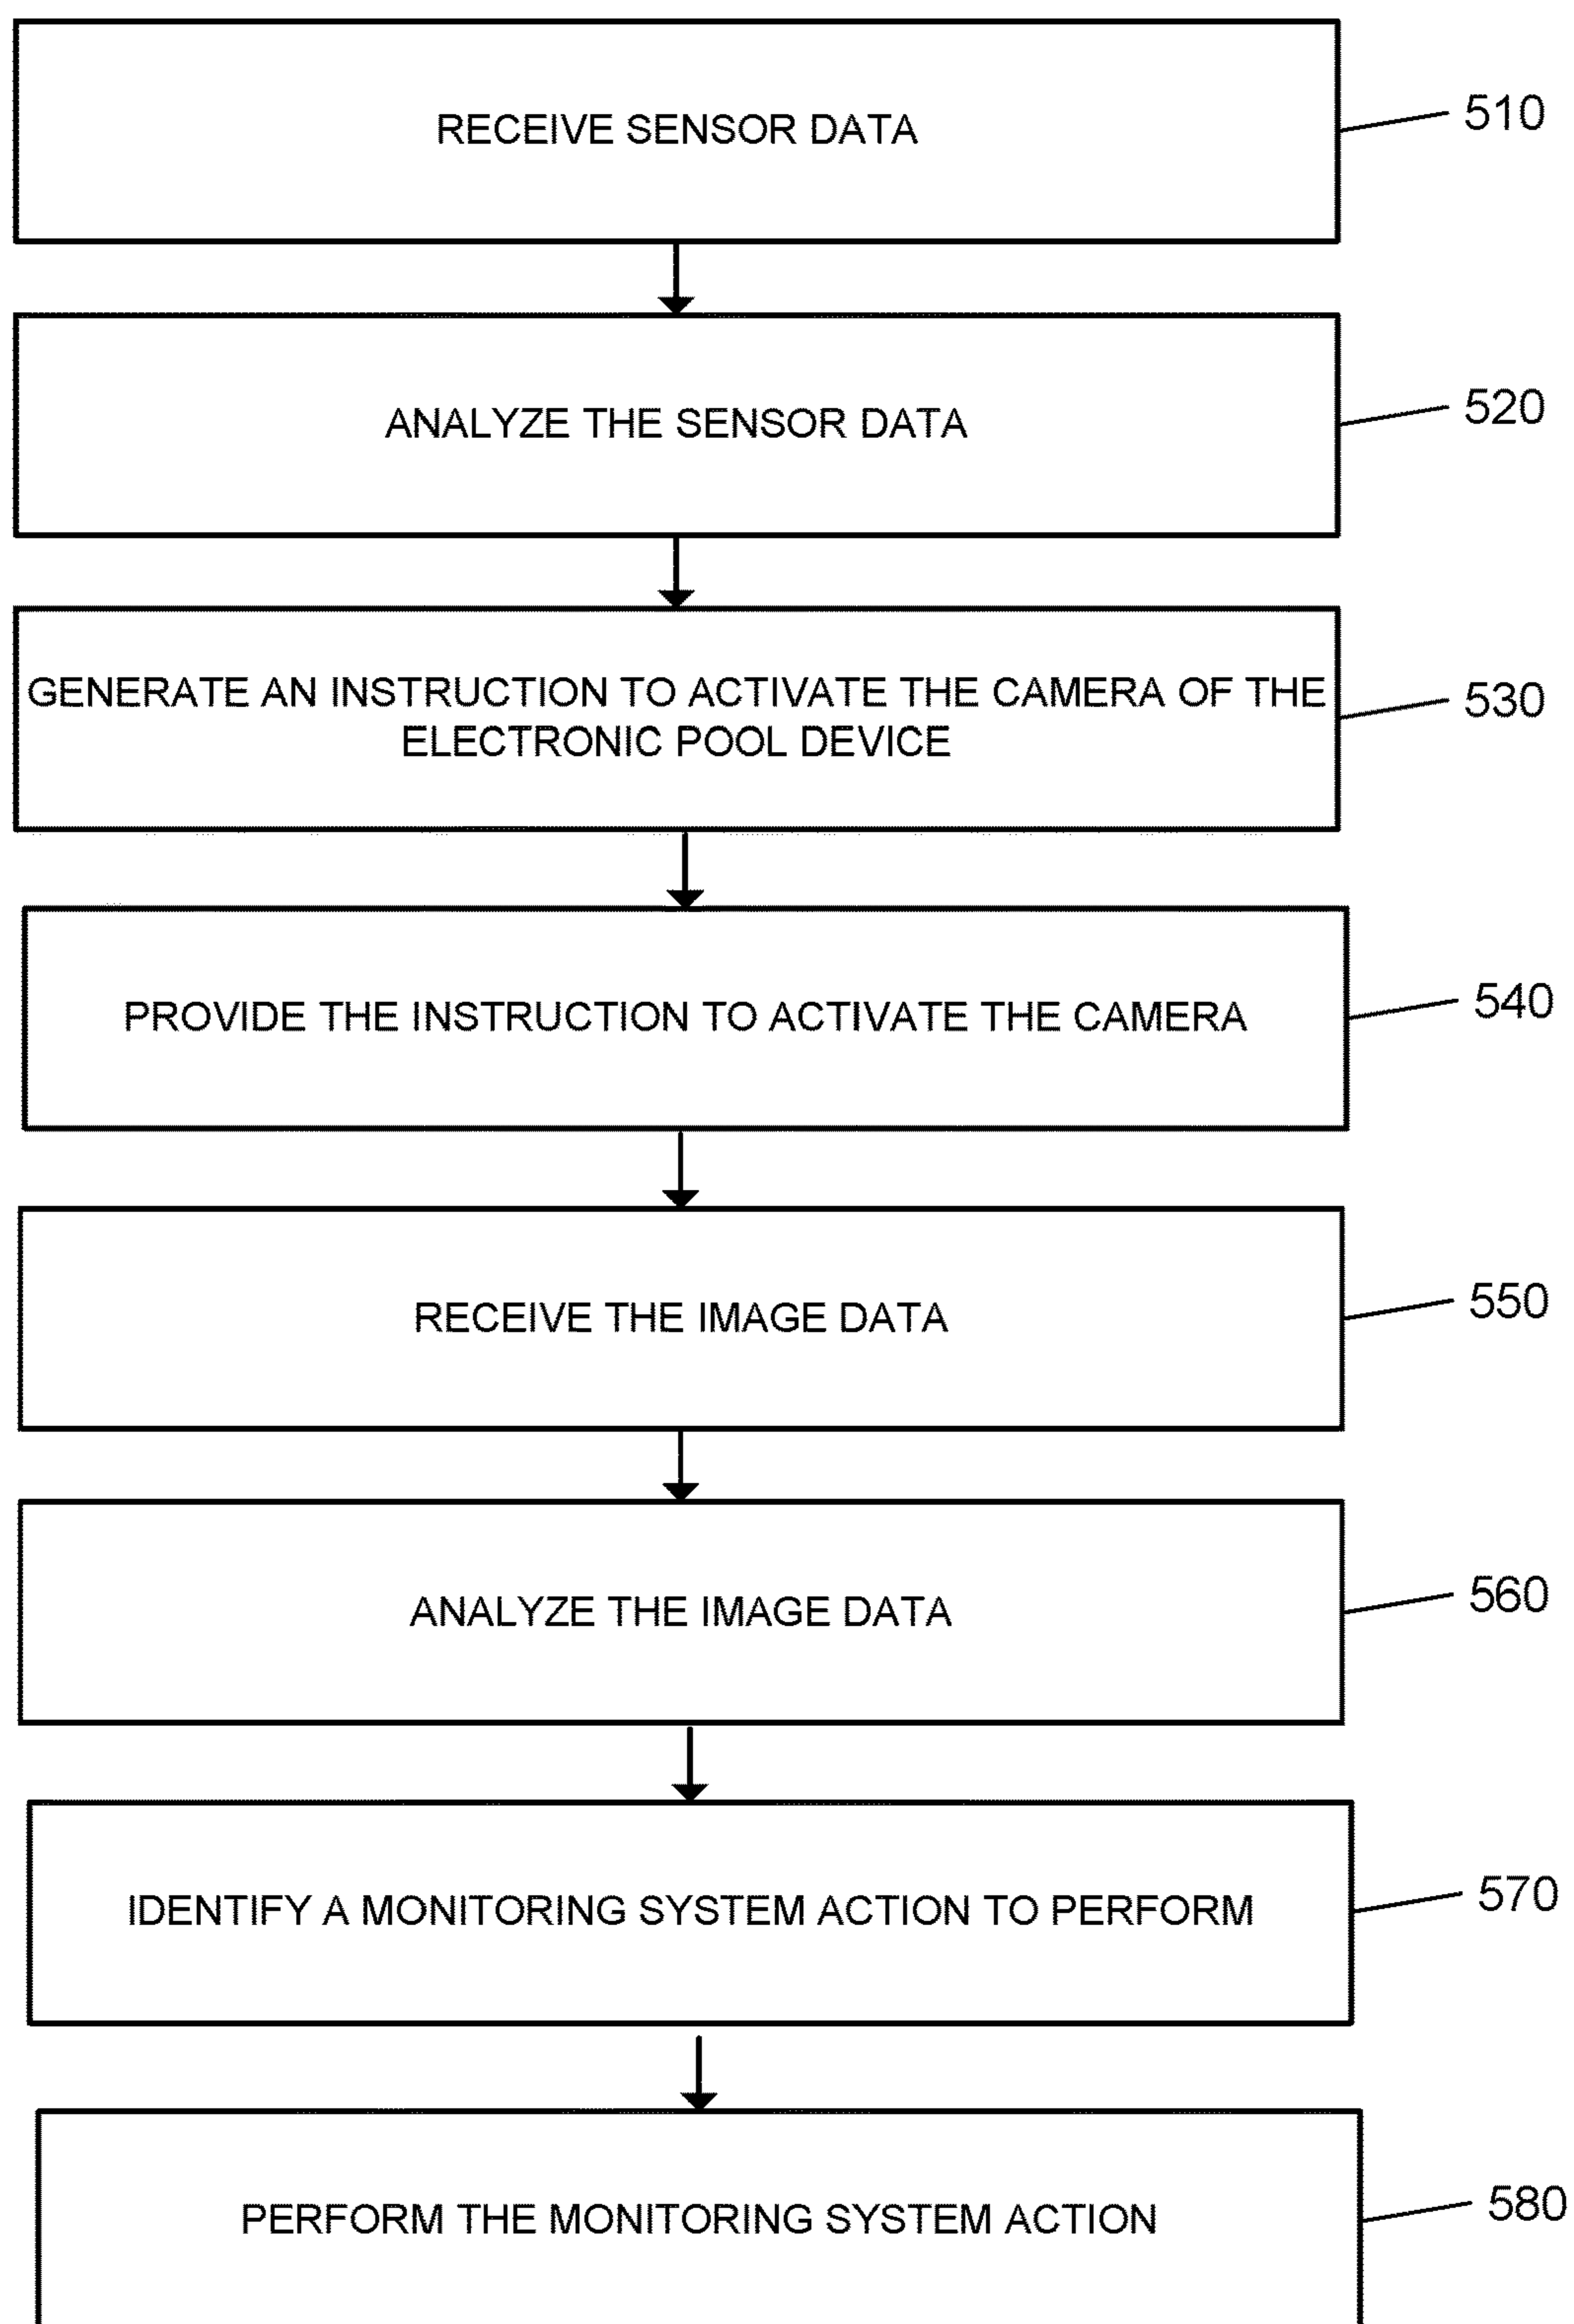 RECEIVE SENSOR DATA
510
ANALYZE THE SENSOR DATA
520
GENERATE AN INSTRUCTION TO ACTIVATE THE CAMERA OF THE
ELECTRONIC POOL DEVICE
530
PROVIDE THE INSTRUCTION TO ACTIVATE THE CAMERA
540
RECEIVE THE IMAGE DATA
550
ANALYZE THE IMAGE DATA
560
IDENTIFY A MONITORING SYSTEM ACTION TO PERFORM
570
PERFORM THE MONITORING SYSTEM ACTION
580